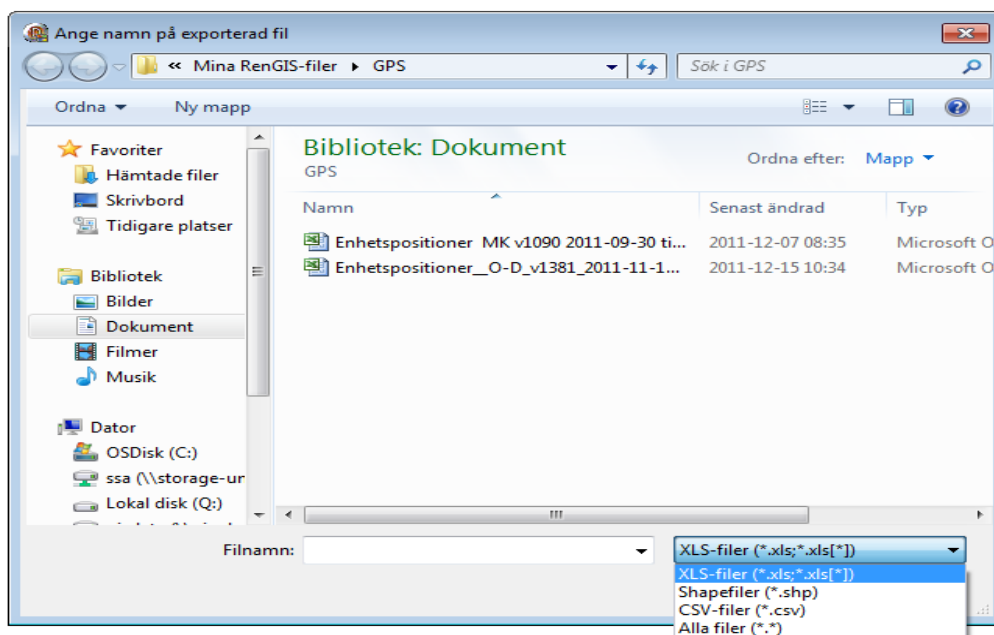 Ange namn på exporterad fil
« Mina RenGIS-filer ▸ GPS
Sök i GPS
Ordna
Ny mapp
Favoriter
Hämtade filer
Skrivbord
Tidigare platser
Bibliotek
Bilder
Dokument
Filmer
Musik
Dator
OSDisk (C:)
ssa (\\storage-ur
Lokal disk (Q:)
Bibliotek: Dokument
GPS
Ordna efter: Mapp
Namn Senast ändrad Typ
Enhetspositioner MK v1090 2011-09-30 ti... 2011-12-07 08:35 Microsoft O
Enhetspositioner__O-D_v1381_2011-11-1... 2011-12-15 10:34 Microsoft O
Filnamn:
XLS-filer (*.xls;*.xls[*])
XLS-filer (*.xls;*.xls[*])
Shapefiler (*.shp)
CSV-filer (*.csv)
Alla filer (*.*)